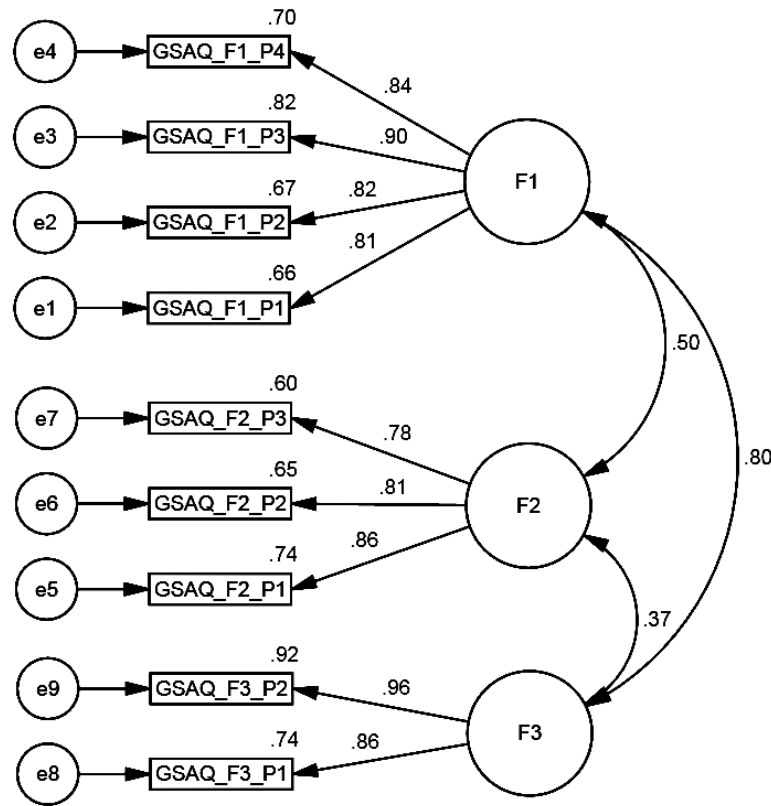 .70
e4 GSAQ_F1_P4
.84
.82
e3 GSAQ_F1_P3
.90
F1
.67
e2 GSAQ_F1_P2
.82
.81
.66
e1 GSAQ_F1_P1
.50
.60
e7 GSAQ_F2_P3
.78
.80
.65
e6 GSAQ_F2_P2
.81
F2
.74
.86
e5 GSAQ_F2_P1
.37
.92
e9 GSAQ_F3_P2
.96
F3
.74
.86
e8 GSAQ_F3_P1